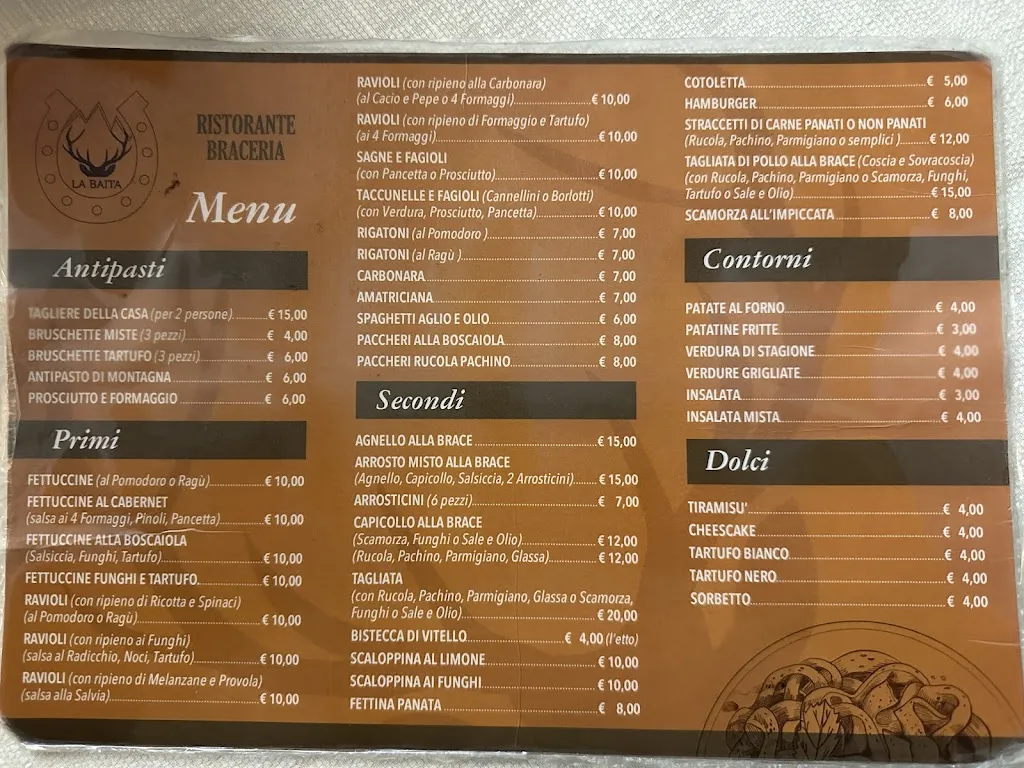 LA BAITA
RISTORANTE
BRACERIA
Menu
Antipasti
TAGLIERE DELLA CASA (per 2 persone) € 15,00
BRUSCHETTE MISTE (3 pezzi) € 4,00
BRUSCHETTE TARTUFO (3 pezzi) € 6,00
ANTIPASTO DI MONTAGNA € 6,00
PROSCIUTTO E FORMAGGIO € 6,00
Primi
FETTUCCINE (al Pomodoro o Ragù) € 10,00
FETTUCCINE AL CABERNET
(salsa ai 4 Formaggi, Pinoli, Pancetta) € 10,00
FETTUCCINE ALLA BOSCAIOLA
(Salsiccia, Funghi, Tartufo) € 10,00
FETTUCCINE FUNGHI E TARTUFO € 10,00
RAVIOLI (con ripieno di Ricotta e Spinaci)
(al Pomodoro o Ragù) € 10,00
RAVIOLI (con ripieno ai Funghi)
(salsa al Radicchio, Noci, Tartufo) € 10,00
RAVIOLI (con ripieno di Melanzane e Provola)
(salsa alla Salvia) € 10,00
RAVIOLI (con ripieno alla Carbonara)
(al Cacio e Pepe o 4 Formaggi) € 10,00
RAVIOLI (con ripieno di Formaggio e Tartufo)
(ai 4 Formaggi) € 10,00
SAGNE E FAGIOLI
(con Pancetta o Prosciutto) € 10,00
TACCUNELLE E FAGIOLI (Cannellini o Borlotti)
(con Verdura, Prosciutto, Pancetta) € 10,00
RIGATONI (al Pomodoro ) € 7,00
RIGATONI (al Ragù ) € 7,00
CARBONARA € 7,00
AMATRICIANA € 7,00
SPAGHETTI AGLIO E OLIO € 6,00
PACCHERI ALLA BOSCAIOLA € 8,00
PACCHERI RUCOLA PACHINO € 8,00
Secondi
AGNELLO ALLA BRACE € 15,00
ARROSTO MISTO ALLA BRACE
(Agnello, Capicollo, Salsiccia, 2 Arrosticini) € 15,00
ARROSTICINI (6 pezzi) € 7,00
CAPICOLLO ALLA BRACE
(Scamorza, Funghi o Sale e Olio) € 12,00
(Rucola, Pachino, Parmigiano, Glassa) € 12,00
TAGLIATA
(con Rucola, Pachino, Parmigiano, Glassa o Scamorza,
Funghi o Sale e Olio) € 20,00
BISTECCA DI VITELLO € 4,00 (l'etto)
SCALOPPINA AL LIMONE € 10,00
SCALOPPINA AI FUNGHI € 10,00
FETTINA PANATA € 8,00
COTOLETTA € 5,00
HAMBURGER € 6,00
STRACCETTI DI CARNE PANATI O NON PANATI
(Rucola, Pachino, Parmigiano o semplici ) € 12,00
TAGLIATA DI POLLO ALLA BRACE (Coscia e Sovracoscia)
(con Rucola, Pachino, Parmigiano o Scamorza, Funghi,
Tartufo o Sale e Olio) € 15,00
SCAMORZA ALL'IMPICCATA € 8,00
Contorni
PATATE AL FORNO € 4,00
PATATINE FRITTE € 3,00
VERDURA DI STAGIONE € 4,00
VERDURE GRIGLIATE € 4,00
INSALATA € 3,00
INSALATA MISTA € 4,00
Dolci
TIRAMISU' € 4,00
CHEESCAKE € 4,00
TARTUFO BIANCO € 4,00
TARTUFO NERO € 4,00
SORBETTO € 4,00